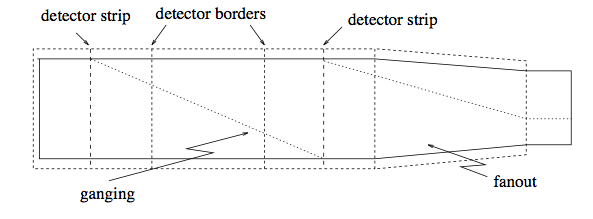 detector strip
detector borders
detector strip
ganging
fanout